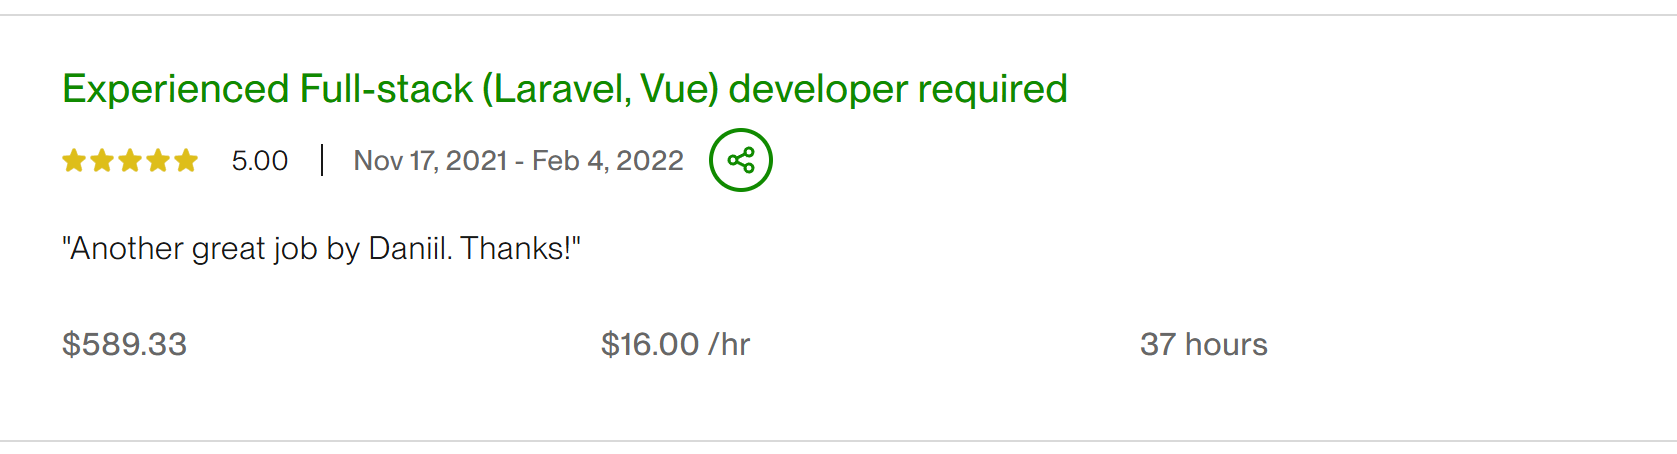 Experienced Full-stack (Laravel, Vue) developer required
5.00 | Nov 17, 2021 - Feb 4, 2022
"Another great job by Daniil. Thanks!"
$589.33 $16.00 /hr 37 hours